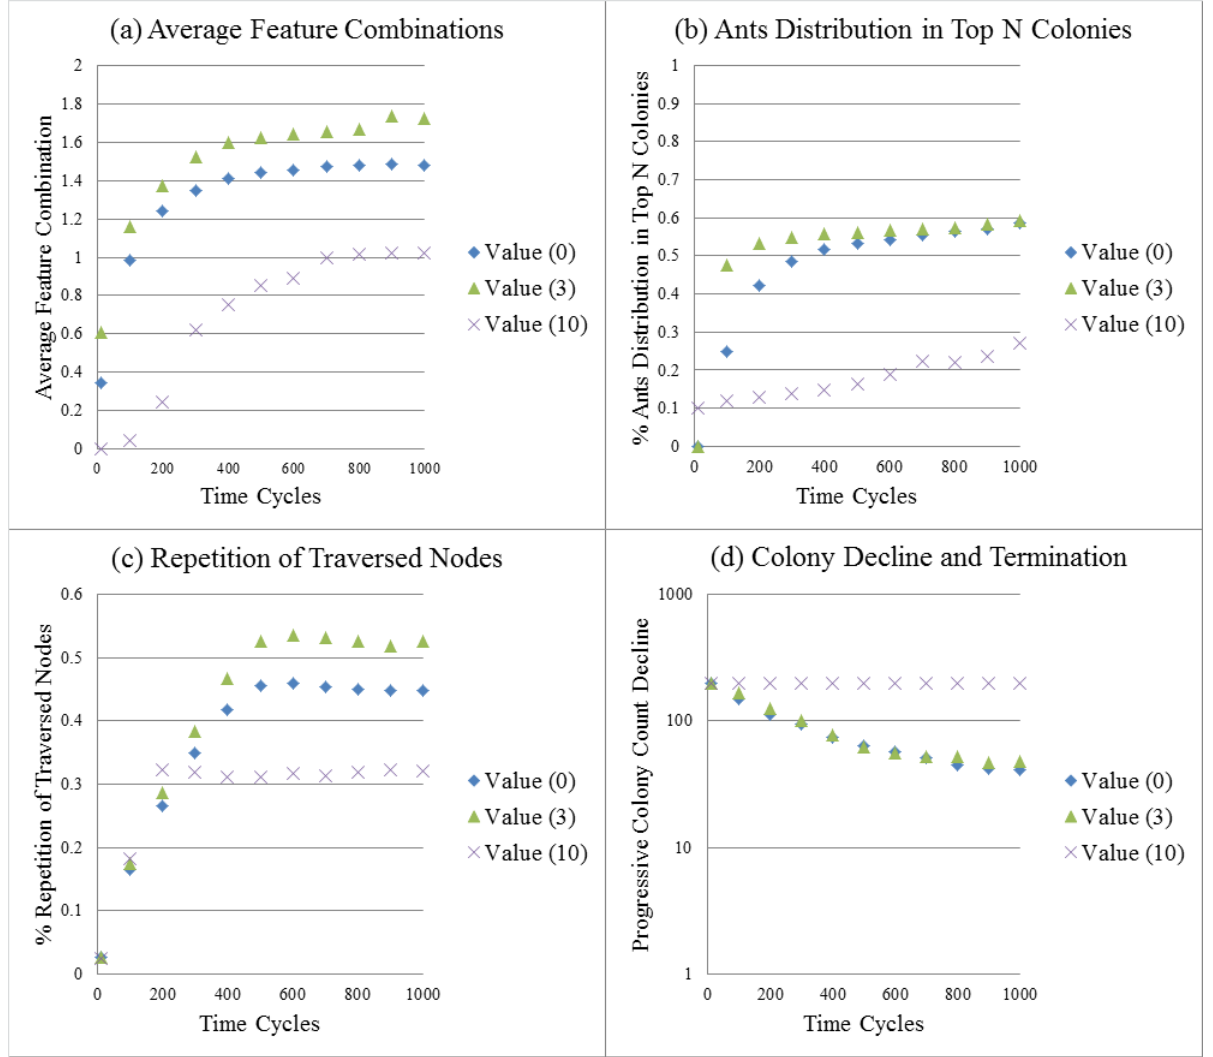 (a) Average Feature Combinations
2
1.8
1.6
1.4
1.2
1
0.8
0.6
0.4
0.2
0
Average Feature Combination
0 200 400 600 800 1000
Time Cycles
Value (0)
Value (3)
Value (10)
(b) Ants Distribution in Top N Colonies
1
0.9
0.8
0.7
0.6
0.5
0.4
0.3
0.2
0.1
0
% Ants Distribution in Top N Colonies
0 200 400 600 800 1000
Time Cycles
Value (0)
Value (3)
Value (10)
(c) Repetition of Traversed Nodes
0.6
0.5
0.4
0.3
0.2
0.1
0
% Repetition of Traversed Nodes
0 200 400 600 800 1000
Time Cycles
Value (0)
Value (3)
Value (10)
(d) Colony Decline and Termination
1000
100
10
1
Progressive Colony Count Decline
0 200 400 600 800 1000
Time Cycles
Value (0)
Value (3)
Value (10)